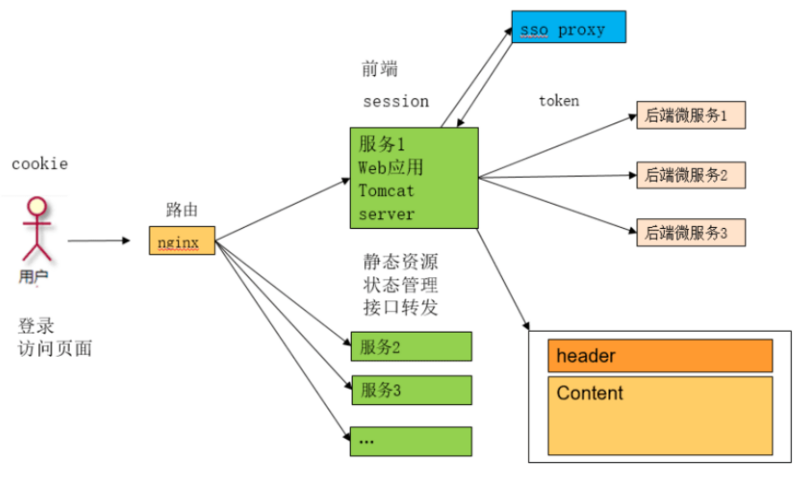 sso proxy
前端
session
token
服务1
Web应用
Tomcat
server
后端微服务1
后端微服务2
后端微服务3
cookie
路由
nginx
用户
静态资源
状态管理
接口转发
登录
访问页面
服务2
服务3
...
header
Content